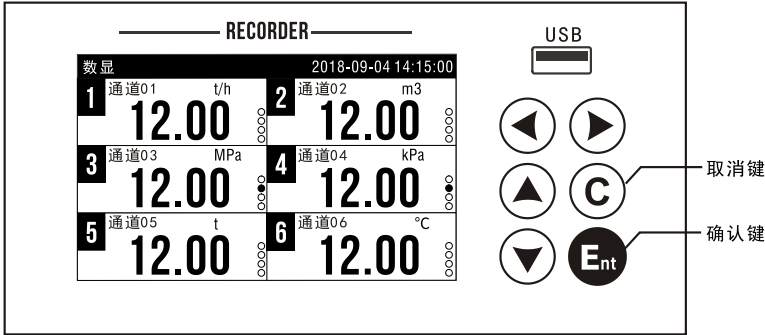 RECORDER
USB
数显 2018-09-04 14:15:00
1 通道01 t/h
12.00
2 通道02 m3
12.00
3 通道03 MPa
12.00
4 通道04 kPa
12.00
5 通道05 t
12.00
6 通道06 ℃
12.00
C
取消键
Ent
确认键